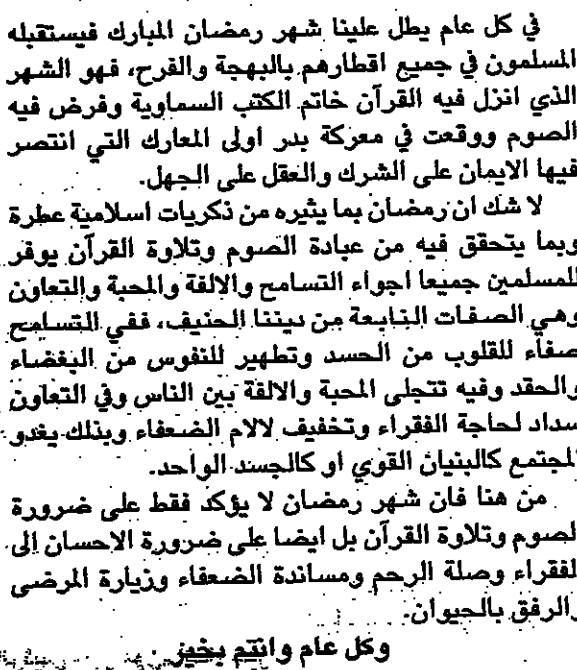 في كل عام يطل علينا شهر رمضان المبارك فيستقبله
المسلمون في جميع اقطارهم بالبهجة والفرح، فهو الشهر
الذي انزل فيه القرآن خاتم الكتب السماوية وفرض فيه
الصوم ووقعت في معركة بدر اولى المعارك التي انتصر
فيها الايمان على الشرك والعقل على الجهل.
لا شك ان رمضان بما يثيره من ذكريات اسلامية عطرة
وبما يتحقق فيه من عبادة الصوم وتلاوة القرآن يوفر
للمسلمين جميعا اجواء التسامح والالفة والمحبة والتعاون
وهي الصفات النابعة من ديننا الحنيف، ففي التسامح
صفاء للقلوب من الحسد وتطهير للنفوس من البغضاء
والحقد وفيه تتجلى المحبة والالفة بين الناس وفي التعاون
سداد لحاجة الفقراء وتخفيف لالام الضعفاء وبذلك يغدو
المجتمع كالبنيان القوي او كالجسد الواحد.
من هنا فان شهر رمضان لا يؤكد فقط على ضرورة
الصوم وتلاوة القرآن بل ايضا على ضرورة الاحسان إلى
الفقراء وصلة الرحم ومساندة الضعفاء وزيارة المرضى
والرفق بالحيوان.
وكل عام وانتم بخير